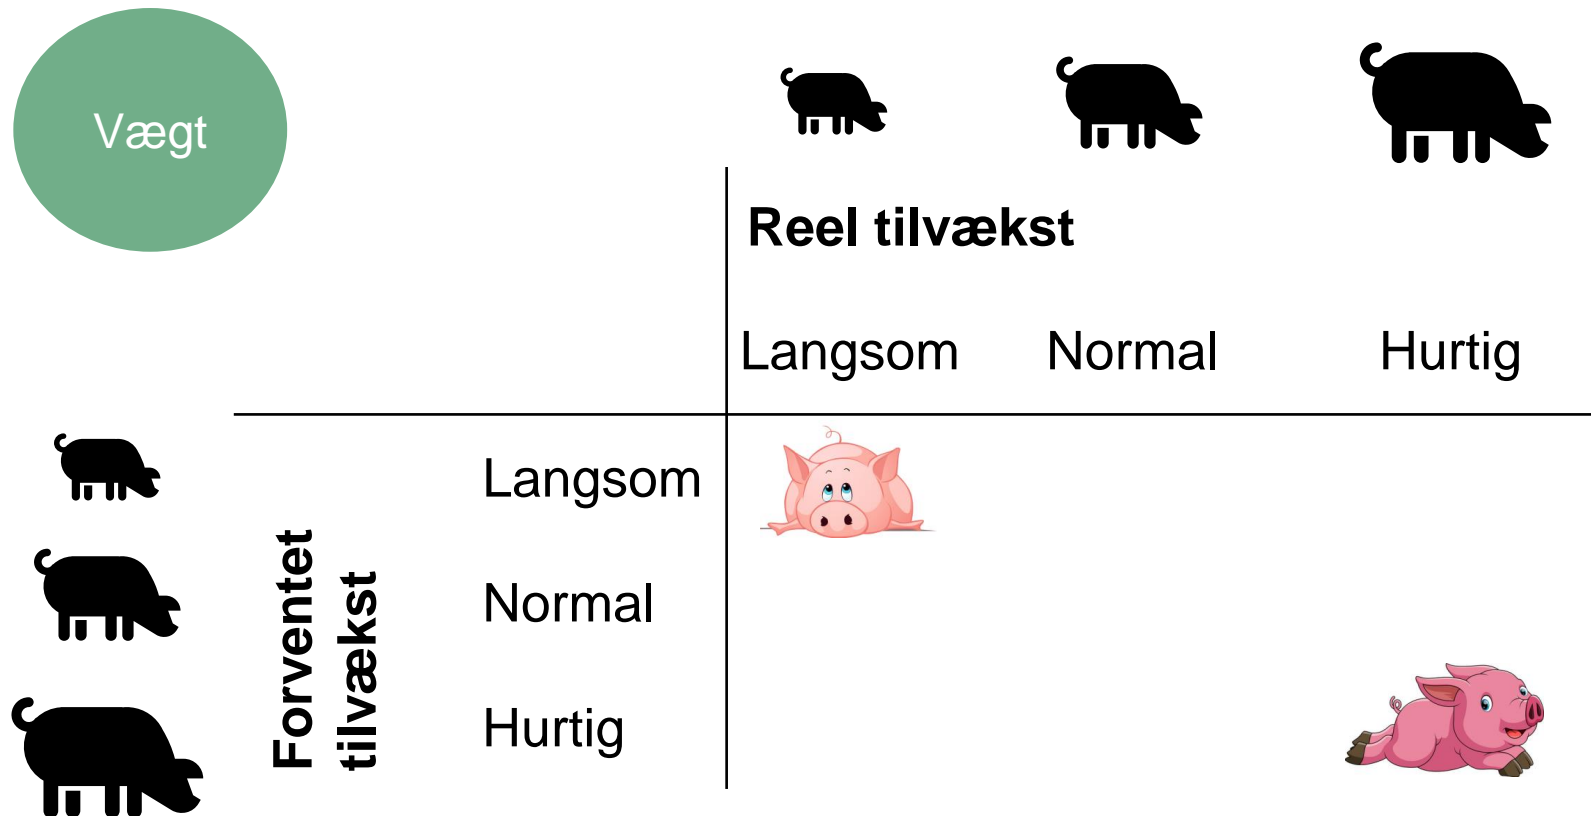 Vægt
Reel tilvækst
Langsom Normal Hurtig
Forventet
tilvækst
Langsom
Normal
Hurtig